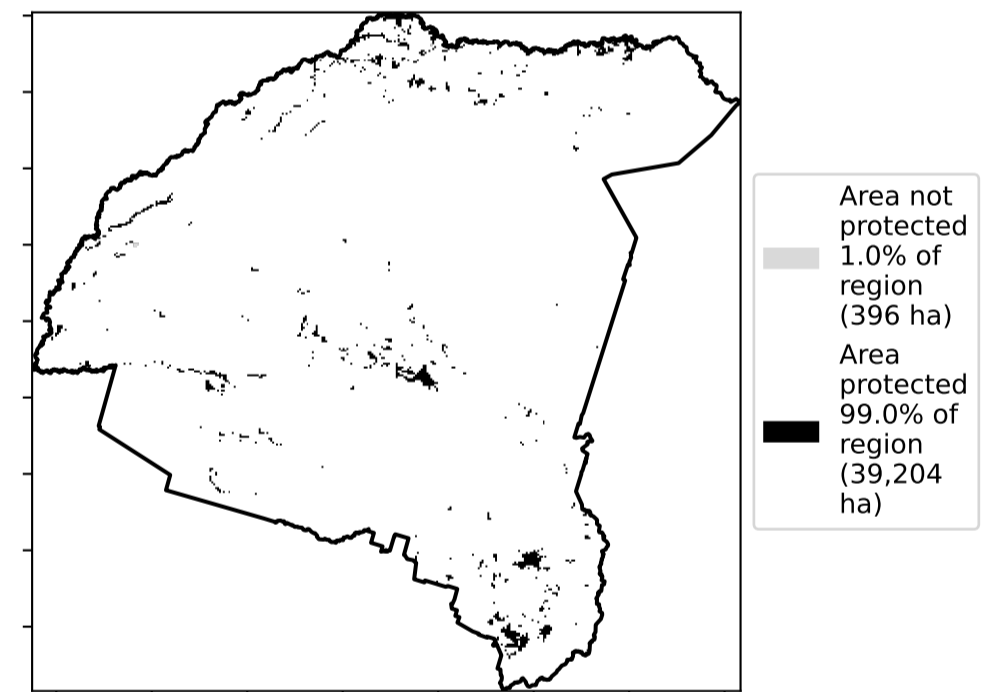 Area not
protected
1.0% of
region
(396 ha)
Area
protected
99.0% of
region
(39,204
ha)